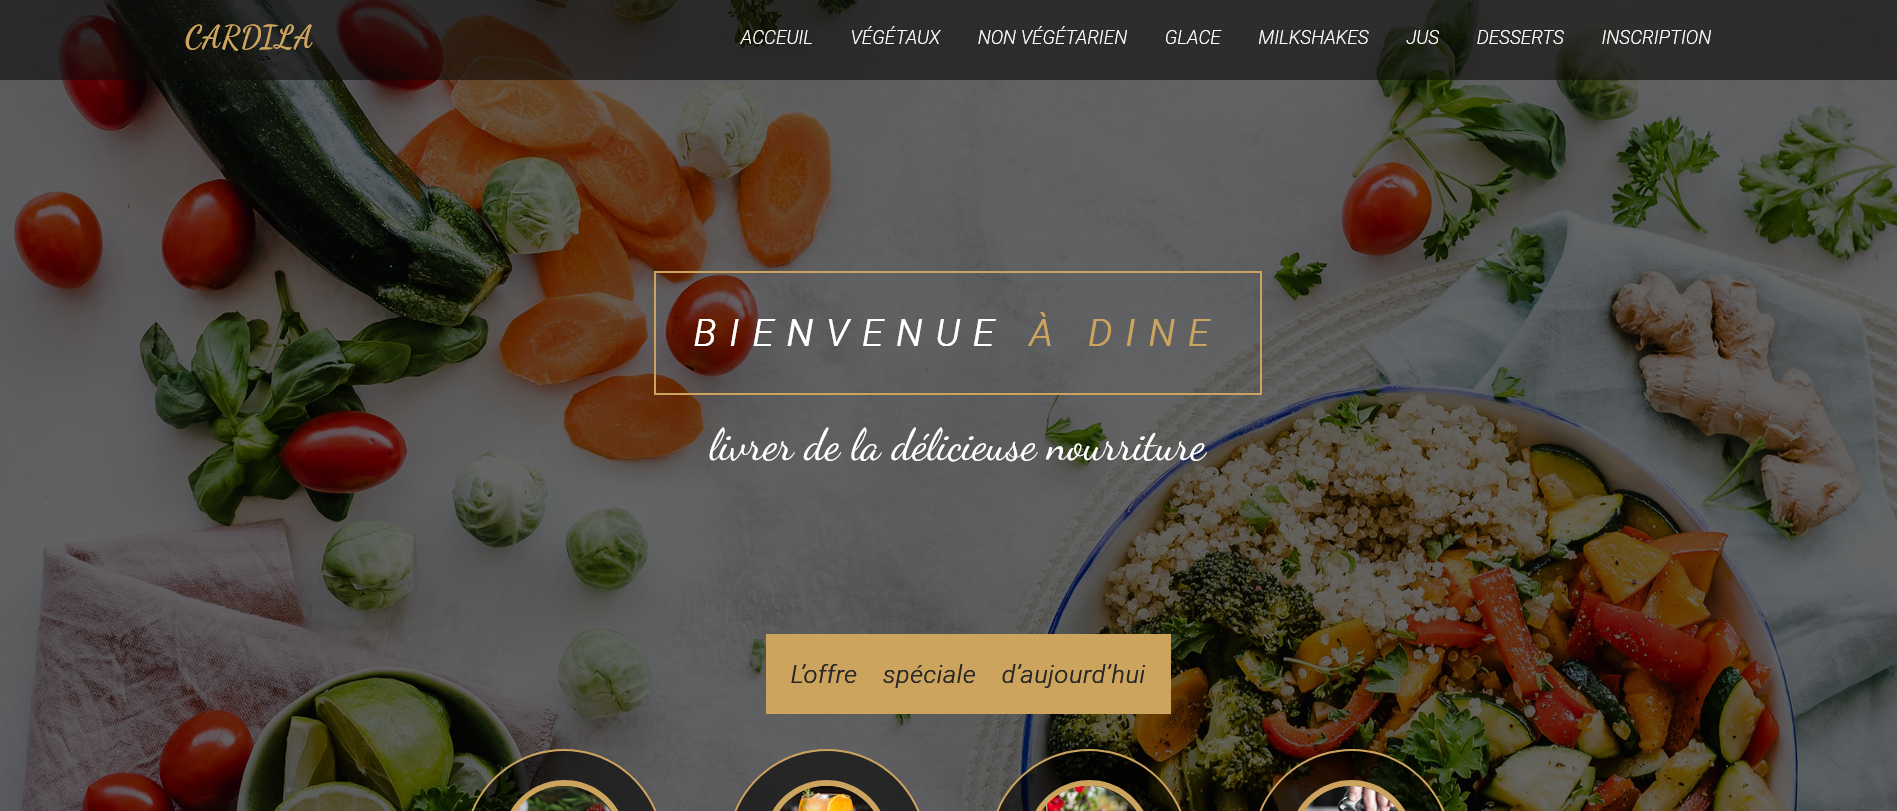 CARDILA
ACCEUIL VÉGÉTAUX NON VÉGÉTARIEN GLACE MILKSHAKES JUS DESSERTS INSCRIPTION
BIENVENUE À DINE
livrer de la délicieuse nourriture
L’offre spéciale d’aujourd’hui